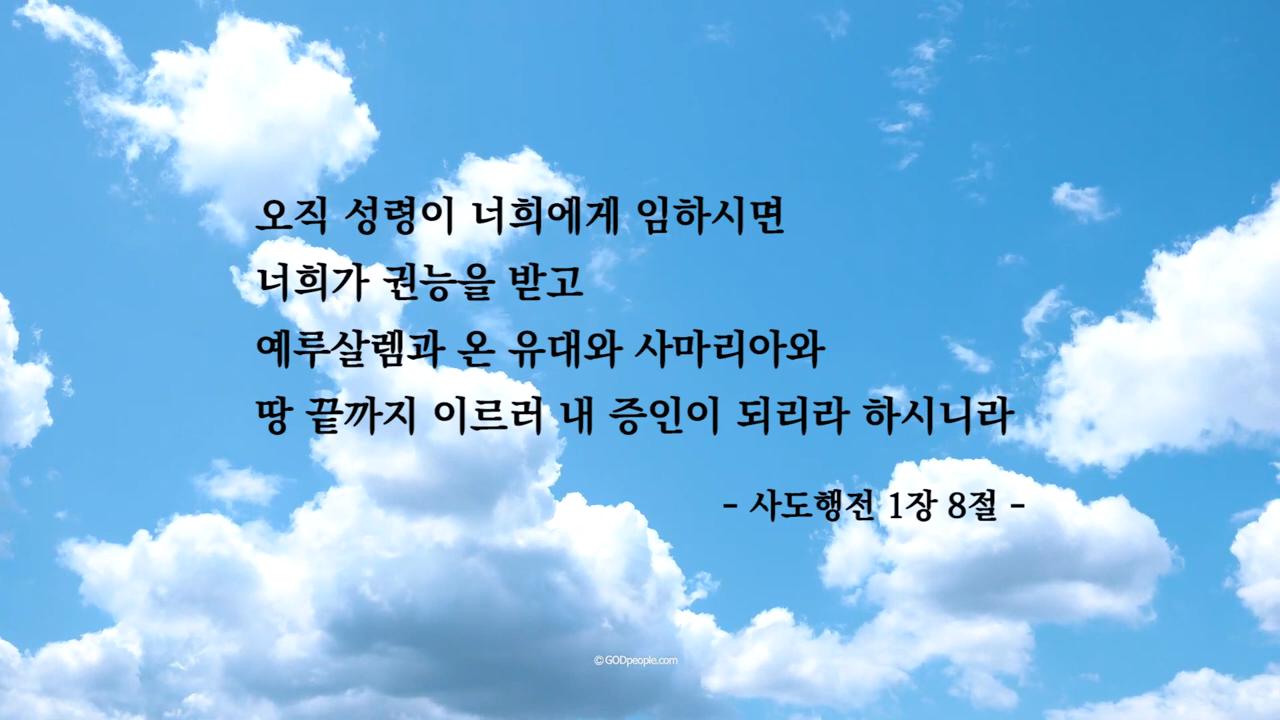 오직 성령이 너희에게 임하시면
너희가 권능을 받고
예루살렘과 온 유대와 사마리아와
땅 끝까지 이르러 내 증인이 되리라 하시니라
- 사도행전 1장 8절 -
© GODpeople.com